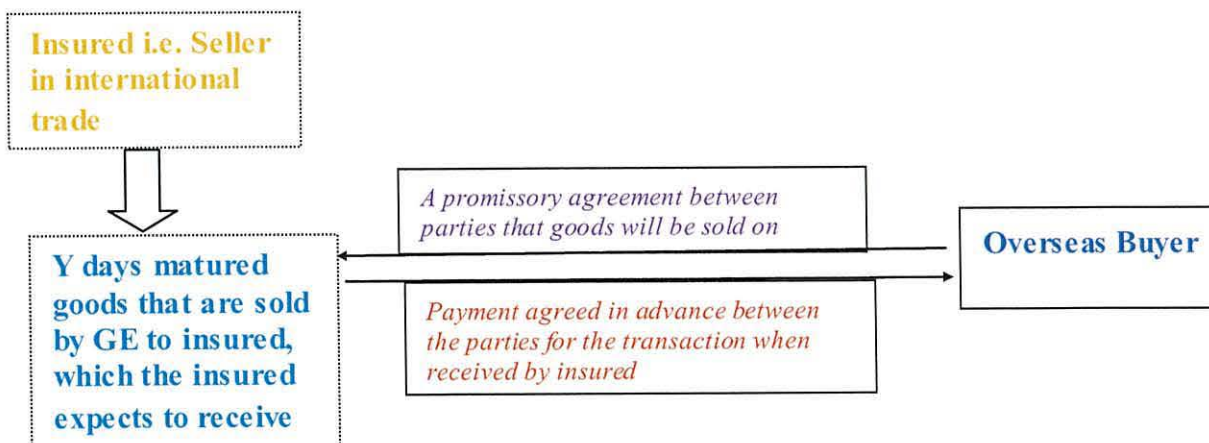 Insured i.e. Seller
in international
trade
A promissory agreement between
parties that goods will be sold on
Overseas Buyer
Y days matured
goods that are sold
by GE to insured,
which the insured
expects to receive
Payment agreed in advance between
the parties for the transaction when
received by insured